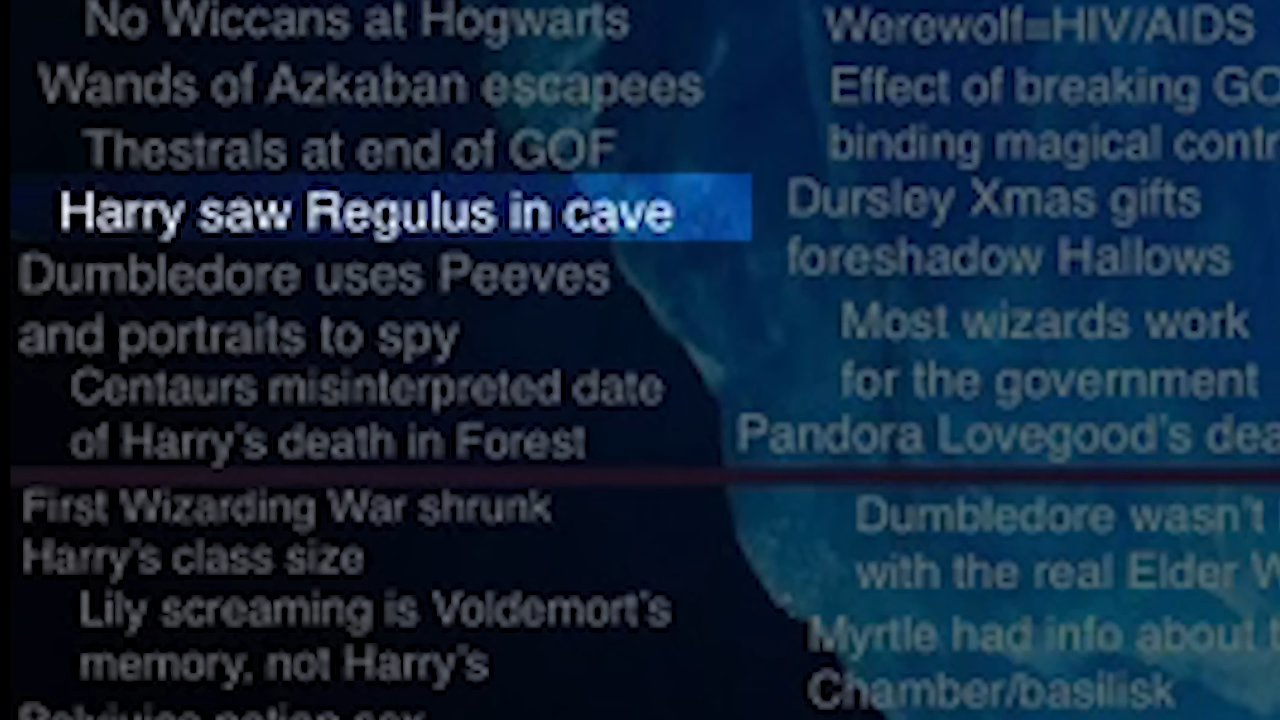 No Wiccans at Hogwarts
Wands of Azkaban escapees
Thestrals at end of GOF
Harry saw Regulus in cave
Dumbledore uses Peeves
and portraits to spy
Centaurs misinterpreted date
of Harry's death in Forest
First Wizarding War shrunk
Harry's class size
Lily screaming is Voldemort's
memory, not Harry's
Werewolf=HIV/AIDS
Effect of breaking GO
binding magical contr
Dursley Xmas gifts
foreshadow Hallows
Most wizards work
for the government
Pandora Lovegood's dea
Dumbledore wasn't
with the real Elder W
Myrtle had info about t
Chamber/basilisk